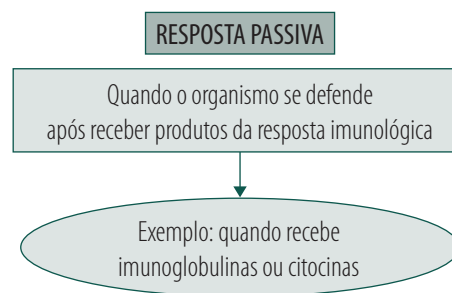 RESPOSTA PASSIVA
Quando o organismo se defende
após receber produtos da resposta imunológica
Exemplo: quando recebe
imunoglobulinas ou citocinas